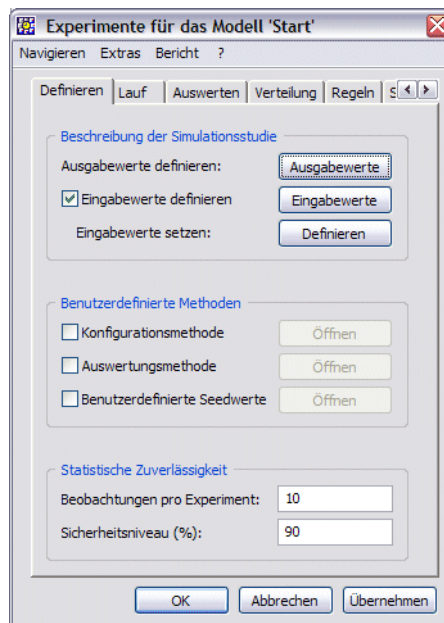 Experimente für das Modell 'Start'
Navigieren Extras Bericht ?
Definieren Lauf Auswerten Verteilung Regeln S
Beschreibung der Simulationsstudie
Ausgabewerte definieren: Ausgabewerte
Eingabewerte definieren Eingabewerte
Eingabewerte setzen: Definieren
Benutzerdefinierte Methoden
Konfigurationsmethode Öffnen
Auswertungsmethode Öffnen
Benutzerdefinierte Seedwerte Öffnen
Statistische Zuverlässigkeit
Beobachtungen pro Experiment: 10
Sicherheitsniveau (%): 90
OK Abbrechen Übernehmen